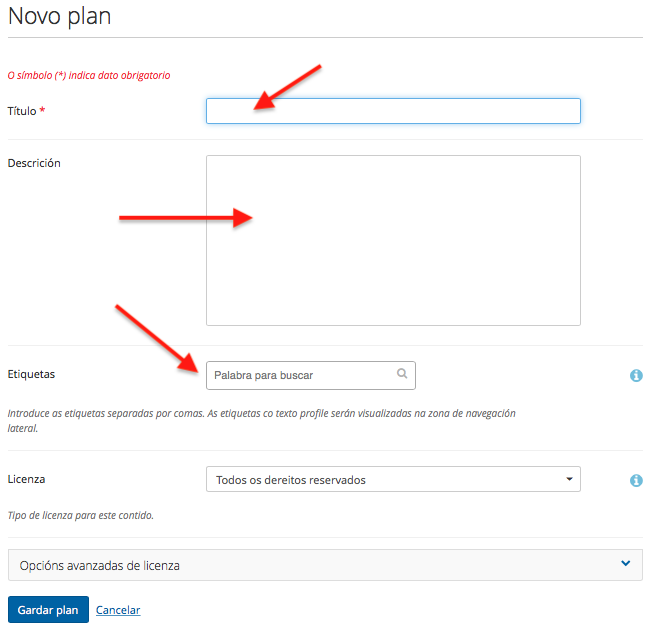 Novo plan
O símbolo (*) indica dato obrigatorio
Título *
Descrición
Etiquetas
Palabra para buscar
Introduce as etiquetas separadas por comas. As etiquetas co texto profile serán visualizadas na zona de navegación
lateral.
Licenza
Todos os dereitos reservados
Tipo de licenza para este contido.
Opcións avanzadas de licenza
Gardar plan Cancelar